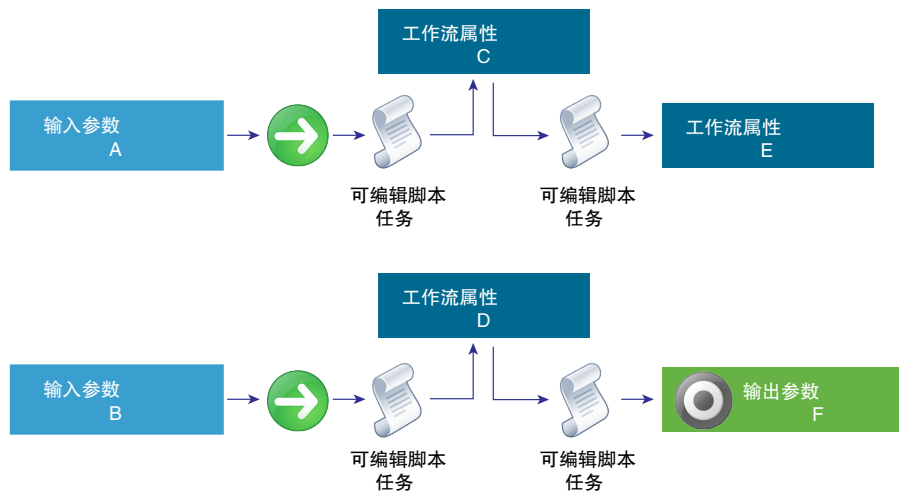 工作流属性
C
输入参数
A
工作流属性
E
可编辑脚本
任务
可编辑脚本
任务
工作流属性
D
输入参数
B
输出参数
F
可编辑脚本
任务
可编辑脚本
任务